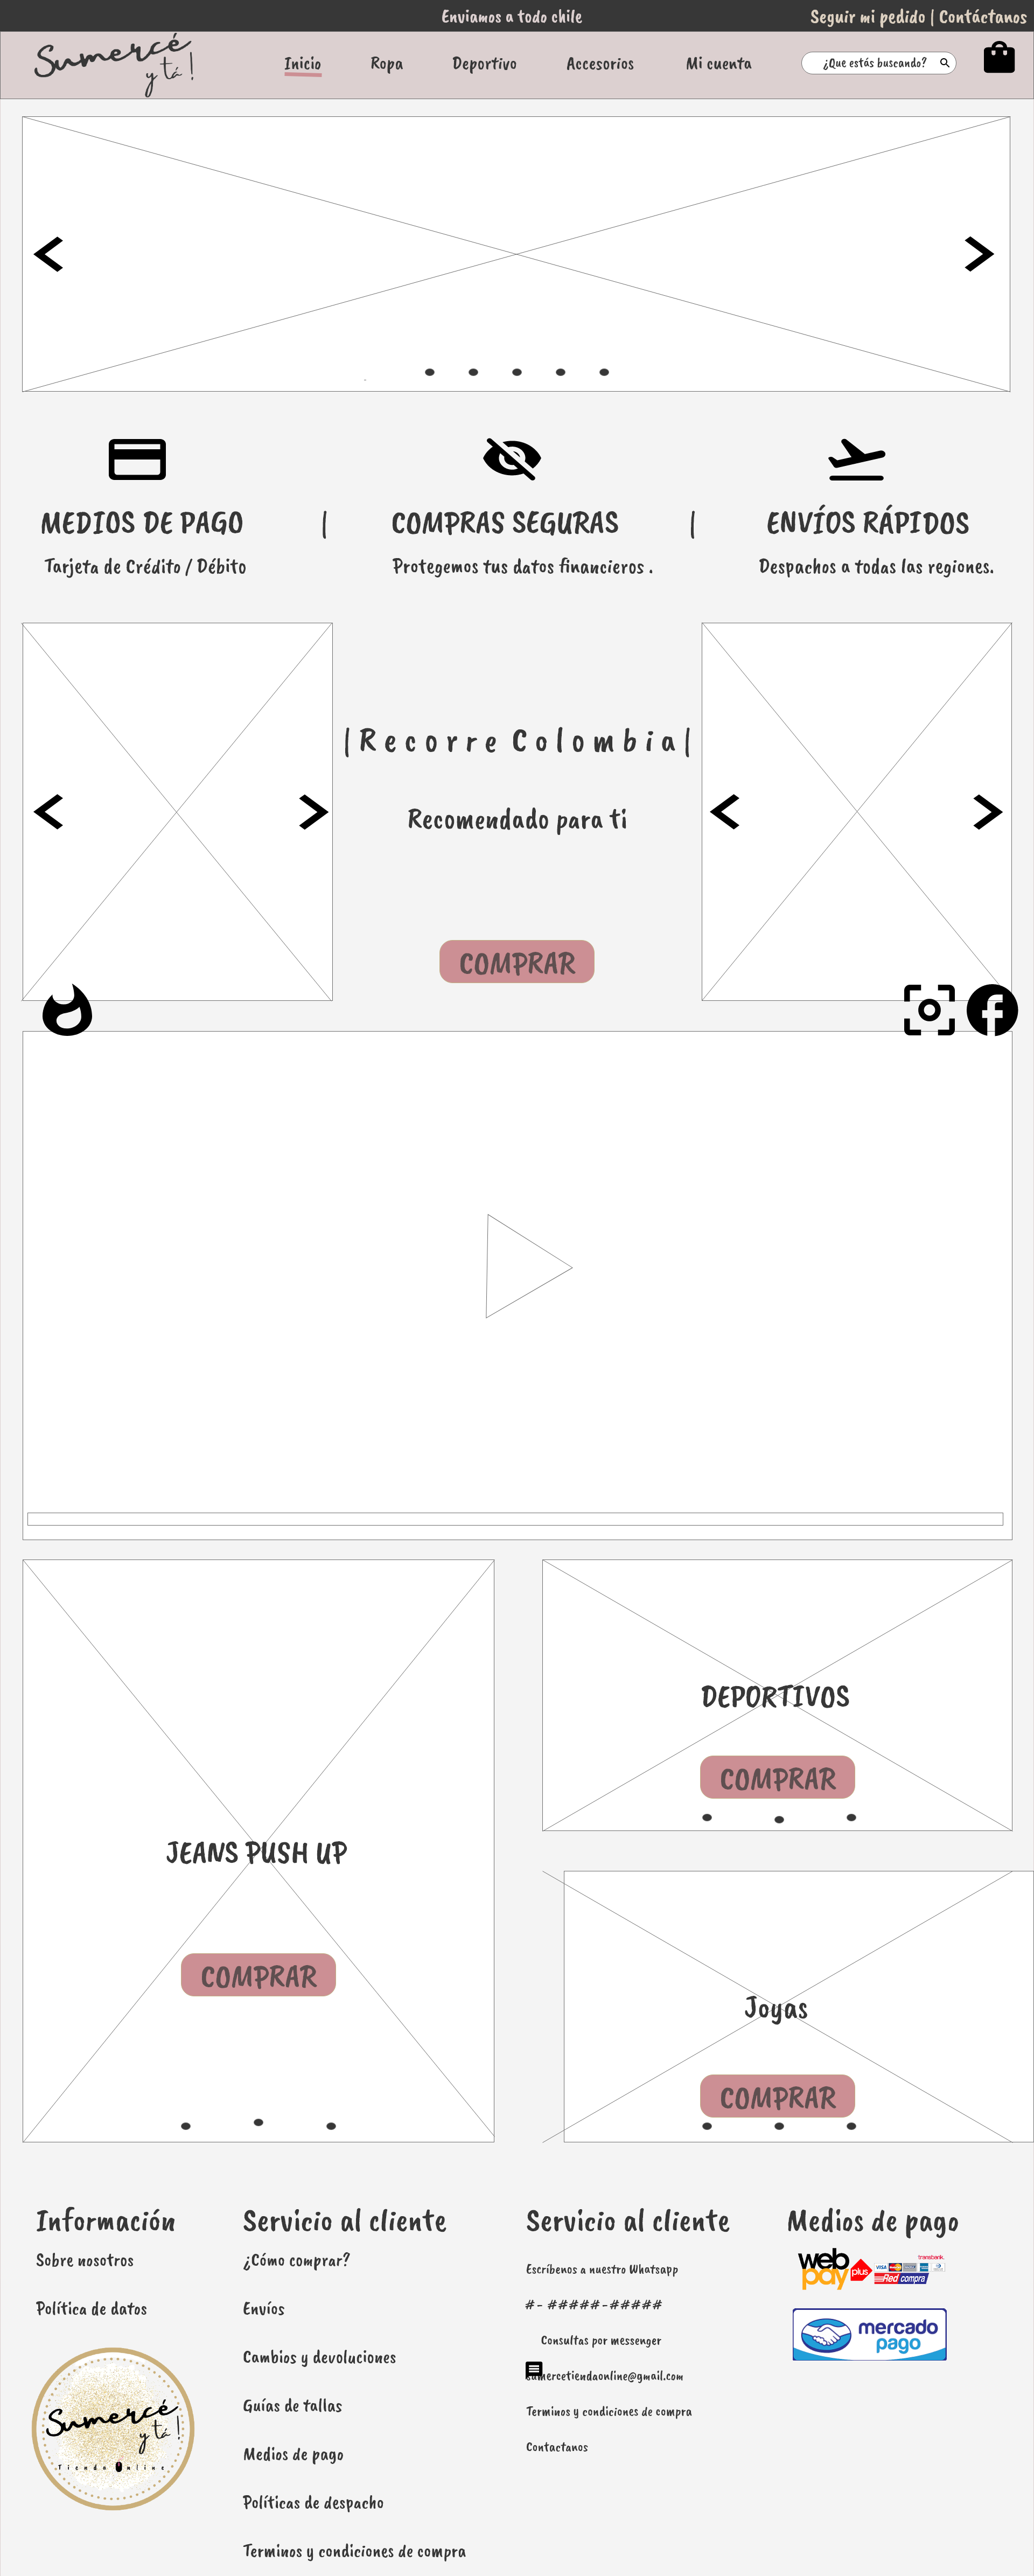 Enviamos a todo chile
Seguir mi pedido | Contáctanos
Sumercé
y tá !
Inicio
Ropa
Deportivo
Accesorios
Mi cuenta
¿Que estás buscando?
MEDIOS DE PAGO | COMPRAS SEGURAS | ENVÍOS RÁPIDOS
Tarjeta de Crédito / Débito
Protegemos tus datos financieros .
Despachos a todas las regiones.
| Recorre Colombia |
Recomendado para ti
COMPRAR
DEPORTIVOS
COMPRAR
JEANS PUSH UP
COMPRAR
Joyas
COMPRAR
Información
Sobre nosotros
Política de datos
Sumercé
y tá !
Tienda Online
Servicio al cliente
¿Cómo comprar?
Envíos
Cambios y devoluciones
Guías de tallas
Medios de pago
Políticas de despacho
Terminos y condiciones de compra
Servicio al cliente
Escríbenos a nuestro Whatsapp
#- #####-#####
Consultas por messenger
sumercetiendaonline@gmail.com
Terminos y condiciones de compra
Contactanos
Medios de pago
web
pay
plus
transbank.
VISA
Redcompra
mercado
pago